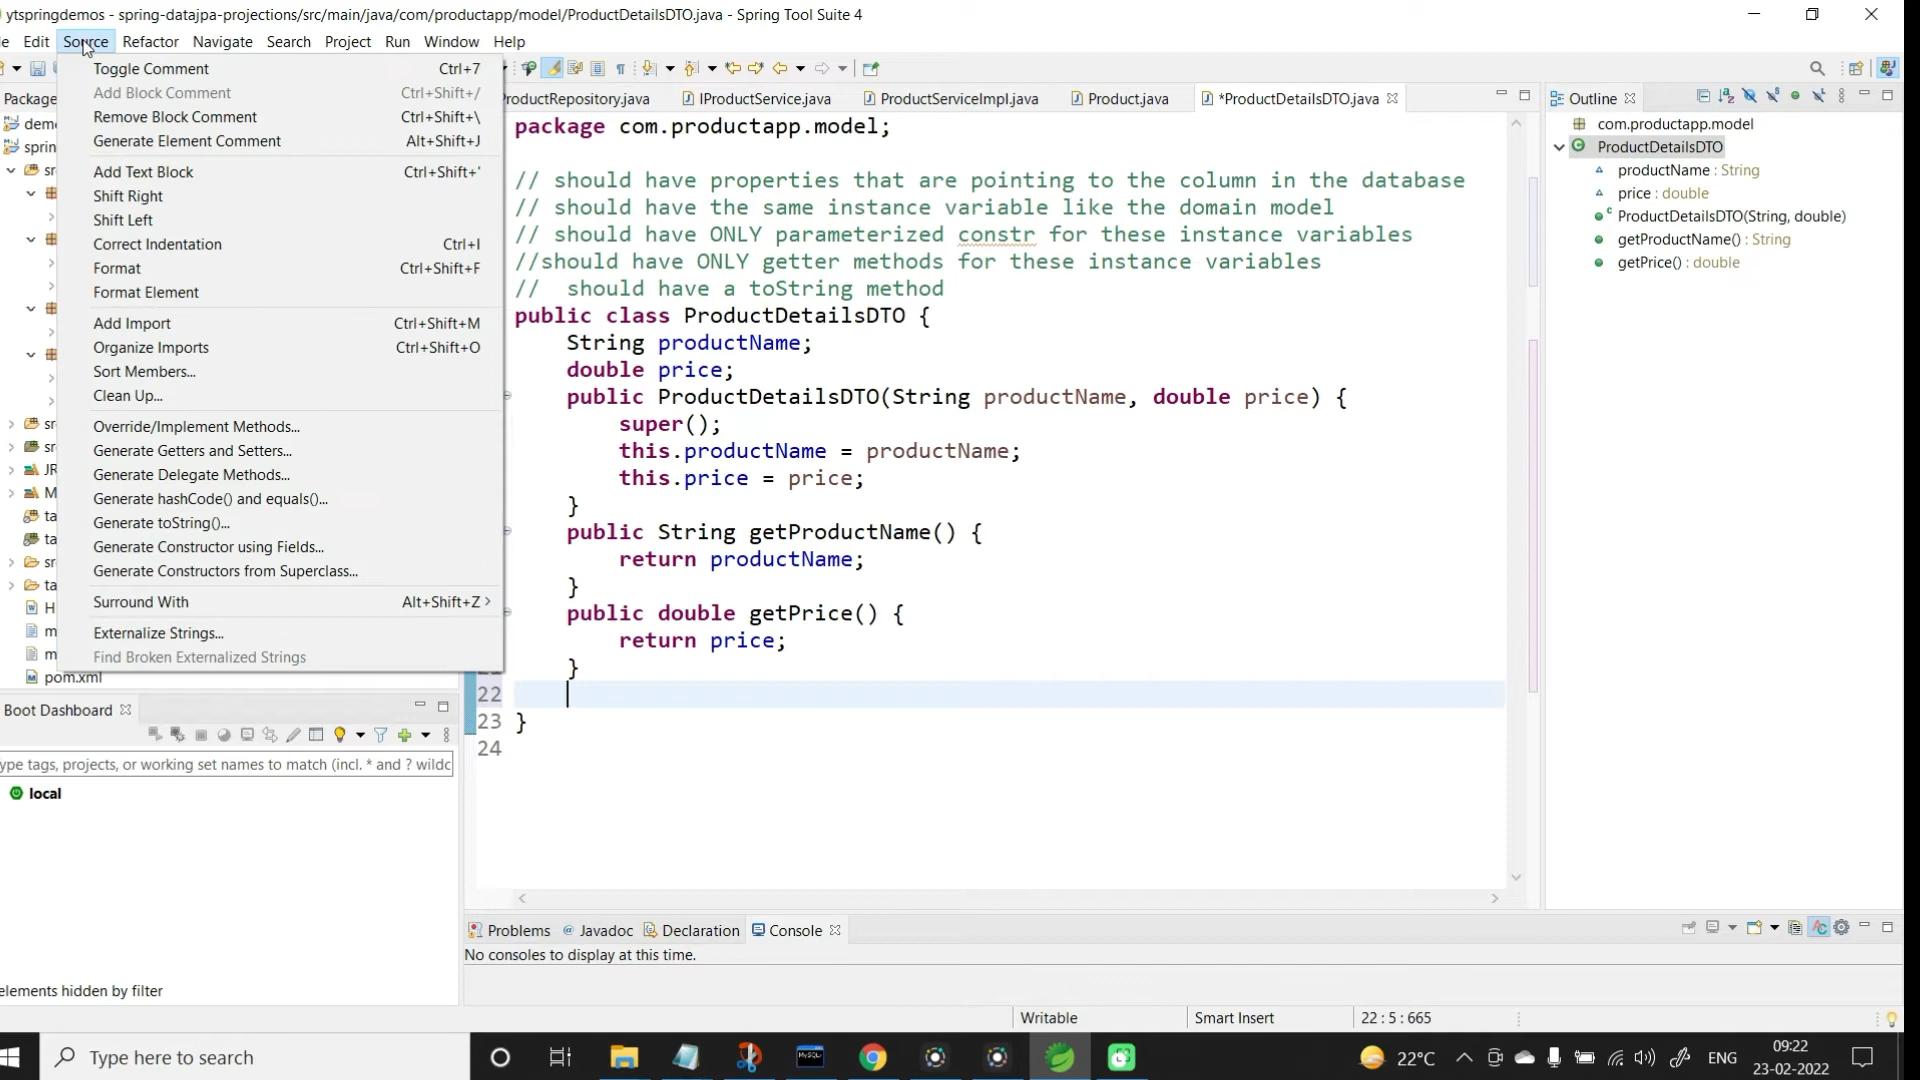 ytspringdemos - spring-datajpa-projections/src/main/java/com/productapp/model/ProductDetailsDTO.java - Spring Tool Suite 4
Edit Source Refactor Navigate Search Project Run Window Help
Toggle Comment Ctrl+7
Add Block Comment Ctrl+Shift+/
Remove Block Comment Ctrl+Shift+\
Generate Element Comment Alt+Shift+J
Add Text Block Ctrl+Shift+'
Shift Right
Shift Left
Correct Indentation Ctrl+I
Format Ctrl+Shift+F
Format Element
Add Import Ctrl+Shift+M
Organize Imports Ctrl+Shift+O
Sort Members...
Clean Up...
Override/Implement Methods...
Generate Getters and Setters...
Generate Delegate Methods...
Generate hashCode() and equals()...
Generate toString()...
Generate Constructor using Fields...
Generate Constructors from Superclass...
Surround With Alt+Shift+Z
Externalize Strings...
Find Broken Externalized Strings
Package
pom.xml
Boot Dashboard
ype tags, projects, or working set names to match (incl. * and ? wildc
local
elements hidden by filter
roductRepository.java IProductService.java ProductServiceImpl.java Product.java *ProductDetailsDTO.java
package com.productapp.model;
// should have properties that are pointing to the column in the database
// should have the same instance variable like the domain model
// should have ONLY parameterized constr for these instance variables
//should have ONLY getter methods for these instance variables
// should have a toString method
public class ProductDetailsDTO {
String productName;
double price;
public ProductDetailsDTO(String productName, double price) {
super();
this.productName = productName;
this.price = price;
}
public String getProductName() {
return productName;
}
public double getPrice() {
return price;
}
22
23 }
24
Outline
com.productapp.model
ProductDetailsDTO
productName : String
price : double
ProductDetailsDTO(String, double)
getProductName() : String
getPrice() : double
Problems Javadoc Declaration Console
No consoles to display at this time.
Writable Smart Insert 22 : 5 : 665
Type here to search
22°C ENG 09:22
23-02-2022